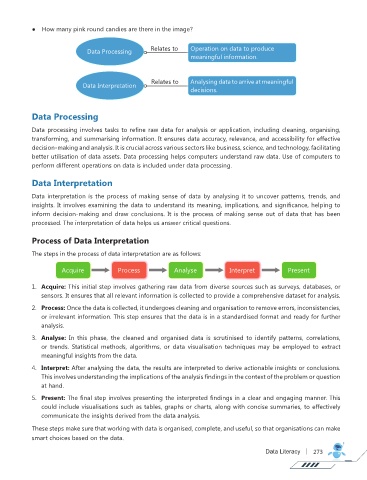 ● How many pink round candies are there in the image?
Data Processing
Relates to
Operation on data to produce
meaningful information.
Data Interpretation
Relates to
Analysing data to arrive at meaningful
decisions.
Data Processing
Data processing involves tasks to refine raw data for analysis or application, including cleaning, organising,
transforming, and summarising information. It ensures data accuracy, relevance, and accessibility for effective
decision-making and analysis. It is crucial across various sectors like business, science, and technology, facilitating
better utilisation of data assets. Data processing helps computers understand raw data. Use of computers to
perform different operations on data is included under data processing.
Data Interpretation
Data interpretation is the process of making sense of data by analysing it to uncover patterns, trends, and
insights. It involves examining the data to understand its meaning, implications, and significance, helping to
inform decision-making and draw conclusions. It is the process of making sense out of data that has been
processed. The interpretation of data helps us answer critical questions.
Process of Data Interpretation
The steps in the process of data interpretation are as follows:
Acquire Process Analyse Interpret Present
1. Acquire: This initial step involves gathering raw data from diverse sources such as surveys, databases, or
sensors. It ensures that all relevant information is collected to provide a comprehensive dataset for analysis.
2. Process: Once the data is collected, it undergoes cleaning and organisation to remove errors, inconsistencies,
or irrelevant information. This step ensures that the data is in a standardised format and ready for further
analysis.
3. Analyse: In this phase, the cleaned and organised data is scrutinised to identify patterns, correlations,
or trends. Statistical methods, algorithms, or data visualisation techniques may be employed to extract
meaningful insights from the data.
4. Interpret: After analysing the data, the results are interpreted to derive actionable insights or conclusions.
This involves understanding the implications of the analysis findings in the context of the problem or question
at hand.
5. Present: The final step involves presenting the interpreted findings in a clear and engaging manner. This
could include visualisations such as tables, graphs or charts, along with concise summaries, to effectively
communicate the insights derived from the data analysis.
These steps make sure that working with data is organised, complete, and useful, so that organisations can make
smart choices based on the data.
Data Literacy | 273